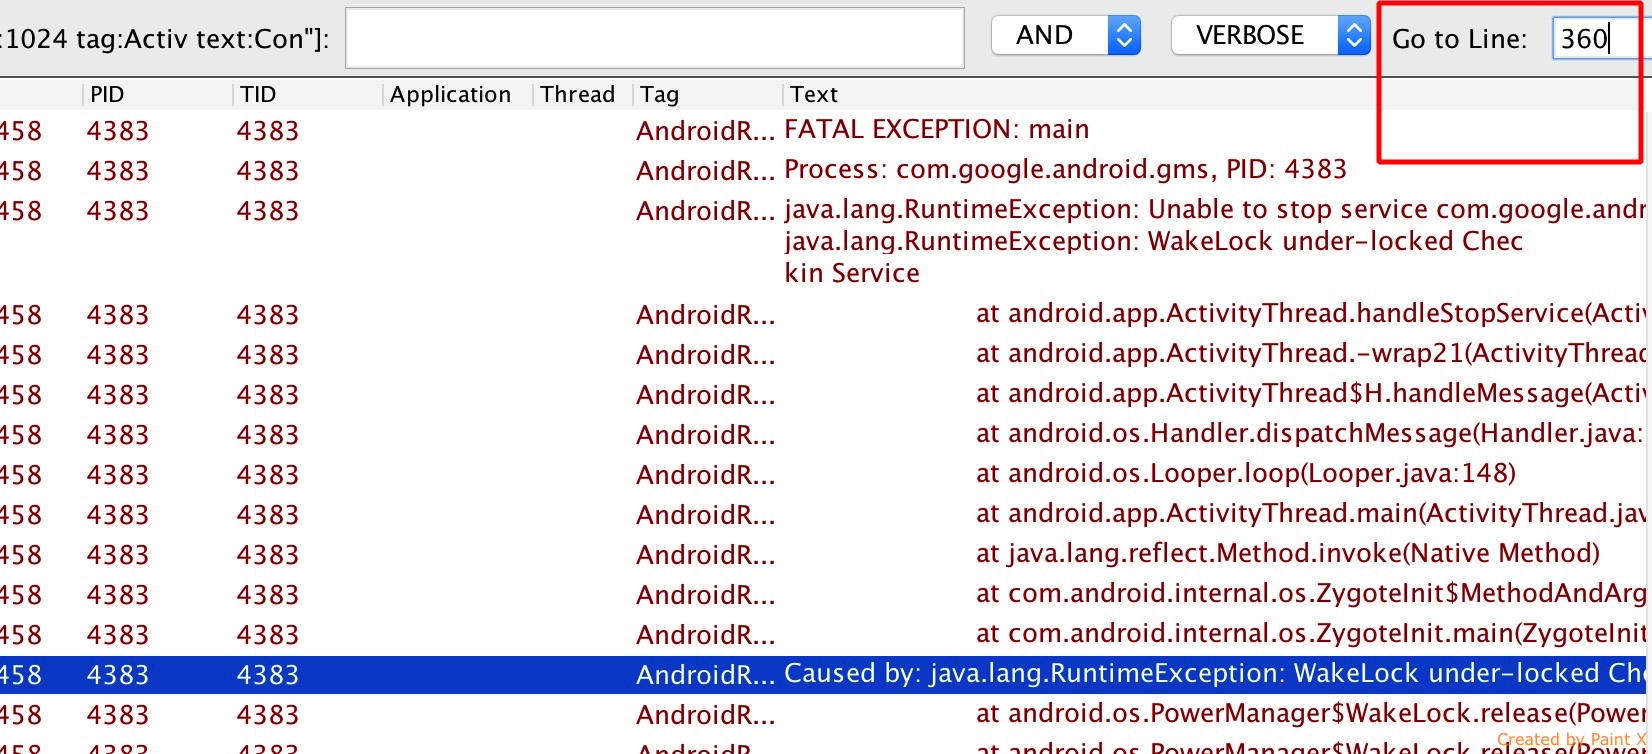 :1024 tag:Activ text:Con"]: AND VERBOSE Go to Line: 360
PID TID Application Thread Tag Text
458 4383 4383 AndroidR... FATAL EXCEPTION: main
458 4383 4383 AndroidR... Process: com.google.android.gms, PID: 4383
458 4383 4383 AndroidR... java.lang.RuntimeException: Unable to stop service com.google.andr
java.lang.RuntimeException: WakeLock under-locked Chec
kin Service
458 4383 4383 AndroidR... at android.app.ActivityThread.handleStopService(Activ
458 4383 4383 AndroidR... at android.app.ActivityThread.-wrap21(ActivityThread
458 4383 4383 AndroidR... at android.app.ActivityThread$H.handleMessage(Activ
458 4383 4383 AndroidR... at android.os.Handler.dispatchMessage(Handler.java:
458 4383 4383 AndroidR... at android.os.Looper.loop(Looper.java:148)
458 4383 4383 AndroidR... at android.app.ActivityThread.main(ActivityThread.jav
458 4383 4383 AndroidR... at java.lang.reflect.Method.invoke(Native Method)
458 4383 4383 AndroidR... at com.android.internal.os.ZygoteInit$MethodAndArg
458 4383 4383 AndroidR... at com.android.internal.os.ZygoteInit.main(ZygoteInit
458 4383 4383 AndroidR... Caused by: java.lang.RuntimeException: WakeLock under-locked Che
458 4383 4383 AndroidR... at android.os.PowerManager$WakeLock.release(Power
458 4383 4383 AndroidR... at android.os.PowerManager$WakeLock.release(Power
Created by Paint X